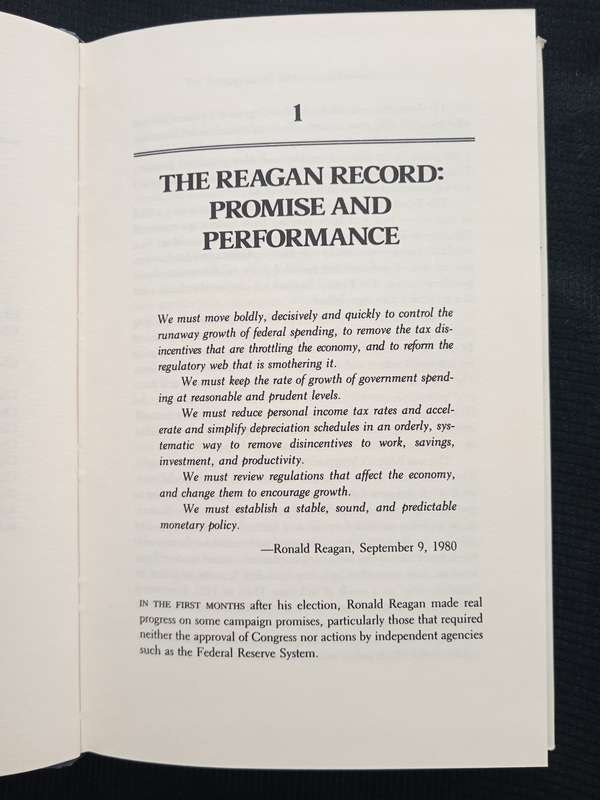 1
THE REAGAN RECORD:
PROMISE AND
PERFORMANCE
We must move boldly, decisively and quickly to control the
runaway growth of federal spending, to remove the tax dis-
incentives that are throttling the economy, and to reform the
regulatory web that is smothering it.
We must keep the rate of growth of government spend-
ing at reasonable and prudent levels.
We must reduce personal income tax rates and accel-
erate and simplify depreciation schedules in an orderly, sys-
tematic way to remove disincentives to work, savings,
investment, and productivity.
We must review regulations that affect the economy,
and change them to encourage growth.
We must establish a stable, sound, and predictable
monetary policy.
—Ronald Reagan, September 9, 1980
IN THE FIRST MONTHS after his election, Ronald Reagan made real
progress on some campaign promises, particularly those that required
neither the approval of Congress nor actions by independent agencies
such as the Federal Reserve System.